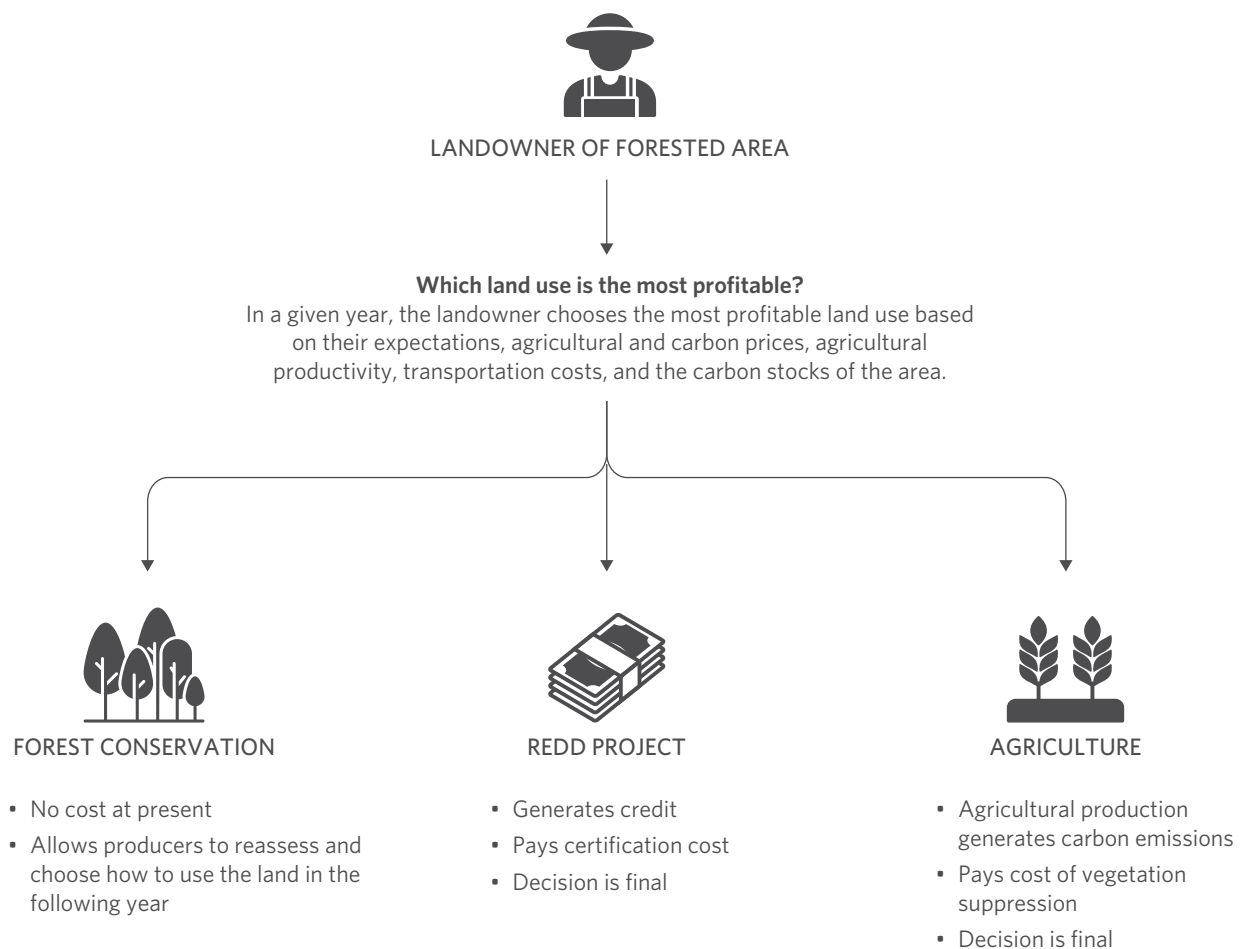 LANDOWNER OF FORESTED AREA
Which land use is the most profitable?
In a given year, the landowner chooses the most profitable land use based
on their expectations, agricultural and carbon prices, agricultural
productivity, transportation costs, and the carbon stocks of the area.
FOREST CONSERVATION
• No cost at present
• Allows producers to reassess and
choose how to use the land in the
following year
REDD PROJECT
• Generates credit
• Pays certification cost
• Decision is final
AGRICULTURE
• Agricultural production
generates carbon emissions
• Pays cost of vegetation
suppression
• Decision is final